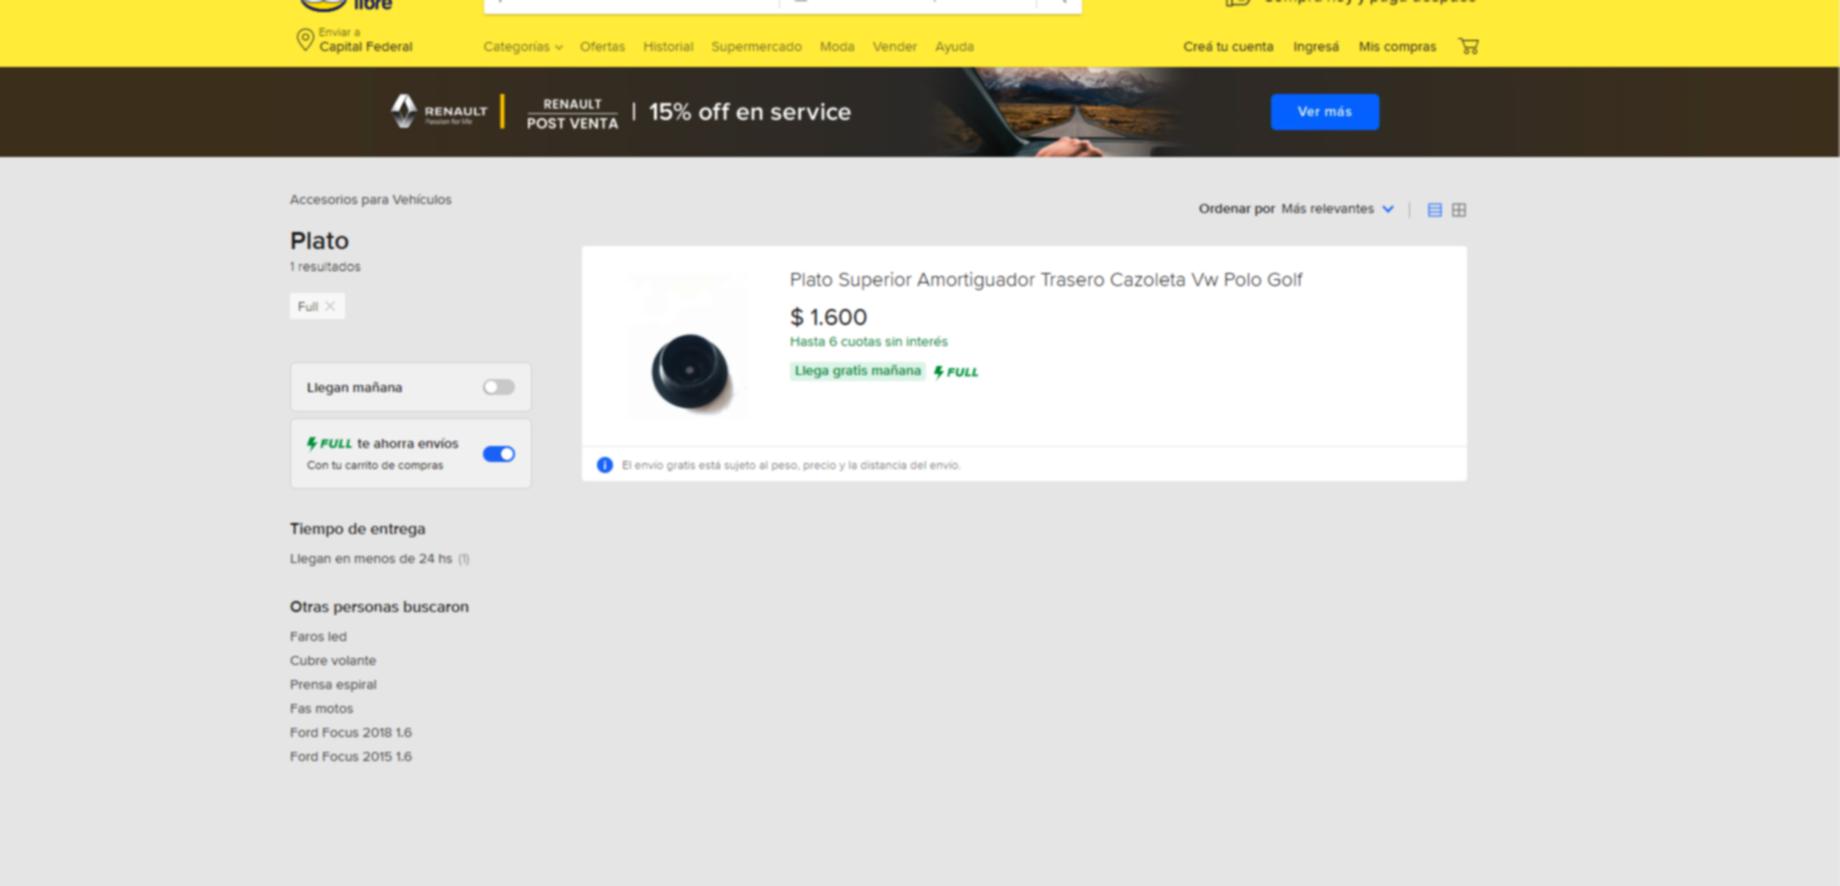 libre
Enviar a
Capital Federal
Categorías
Ofertas
Historial
Supermercado
Moda
Vender
Ayuda
Creá tu cuenta
Ingresá
Mis compras
RENAULT
Passion for life
RENAULT
POST VENTA
15% off en service
Ver más
Accesorios para Vehículos
Plato
1 resultados
Full
Ordenar por Más relevantes
Llegan mañana
FULL te ahorra envíos
Con tu carrito de compras
Tiempo de entrega
Llegan en menos de 24 hs (1)
Otras personas buscaron
Faros led
Cubre volante
Prensa espiral
Fas motos
Ford Focus 2018 1.6
Ford Focus 2015 1.6
Plato Superior Amortiguador Trasero Cazoleta Vw Polo Golf
$ 1.600
Hasta 6 cuotas sin interés
Llega gratis mañana FULL
El envío gratis está sujeto al peso, precio y la distancia del envío.